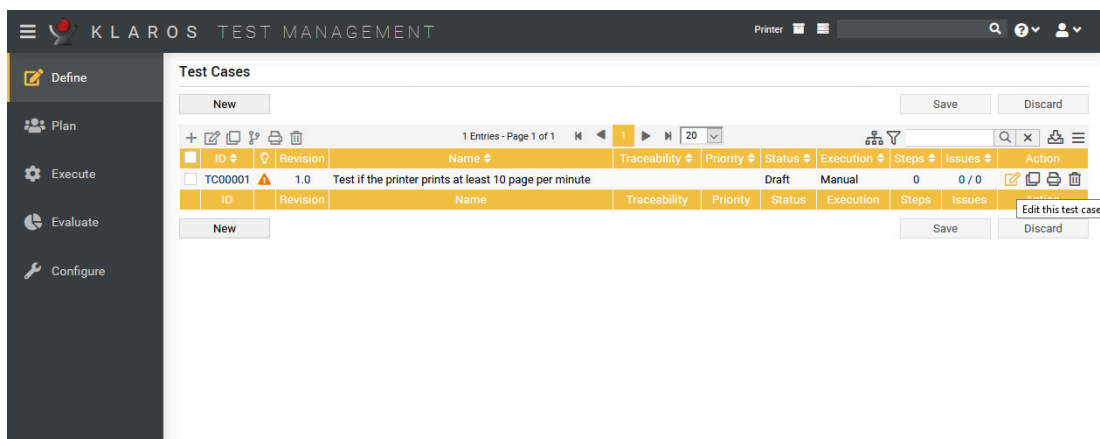 KLAROS TEST MANAGEMENT Printer
Define
Test Cases
New Save Discard
Plan
1 Entries - Page 1 of 1 1 20
ID Revision Name Traceability Priority Status Execution Steps Issues Action
Execute
TC00001 1.0 Test if the printer prints at least 10 page per minute Draft Manual 0 0 / 0
ID Revision Name Traceability Priority Status Execution Steps Issues
Edit this test case
Evaluate
New Save Discard
Configure